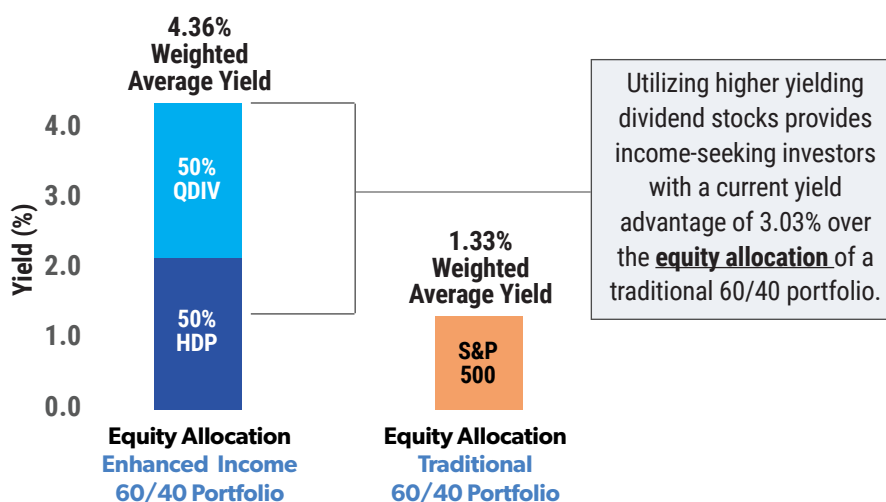 4.36%
Weighted
Average Yield
Yield (%)
4.0
3.0
2.0
1.0
0.0
50%
QDIV
50%
HDP
Equity Allocation
Enhanced Income
60/40 Portfolio
1.33%
Weighted
Average Yield
S&P
500
Equity Allocation
Traditional
60/40 Portfolio
Utilizing higher yielding
dividend stocks provides
income-seeking investors
with a current yield
advantage of 3.03% over
the equity allocation of a
traditional 60/40 portfolio.